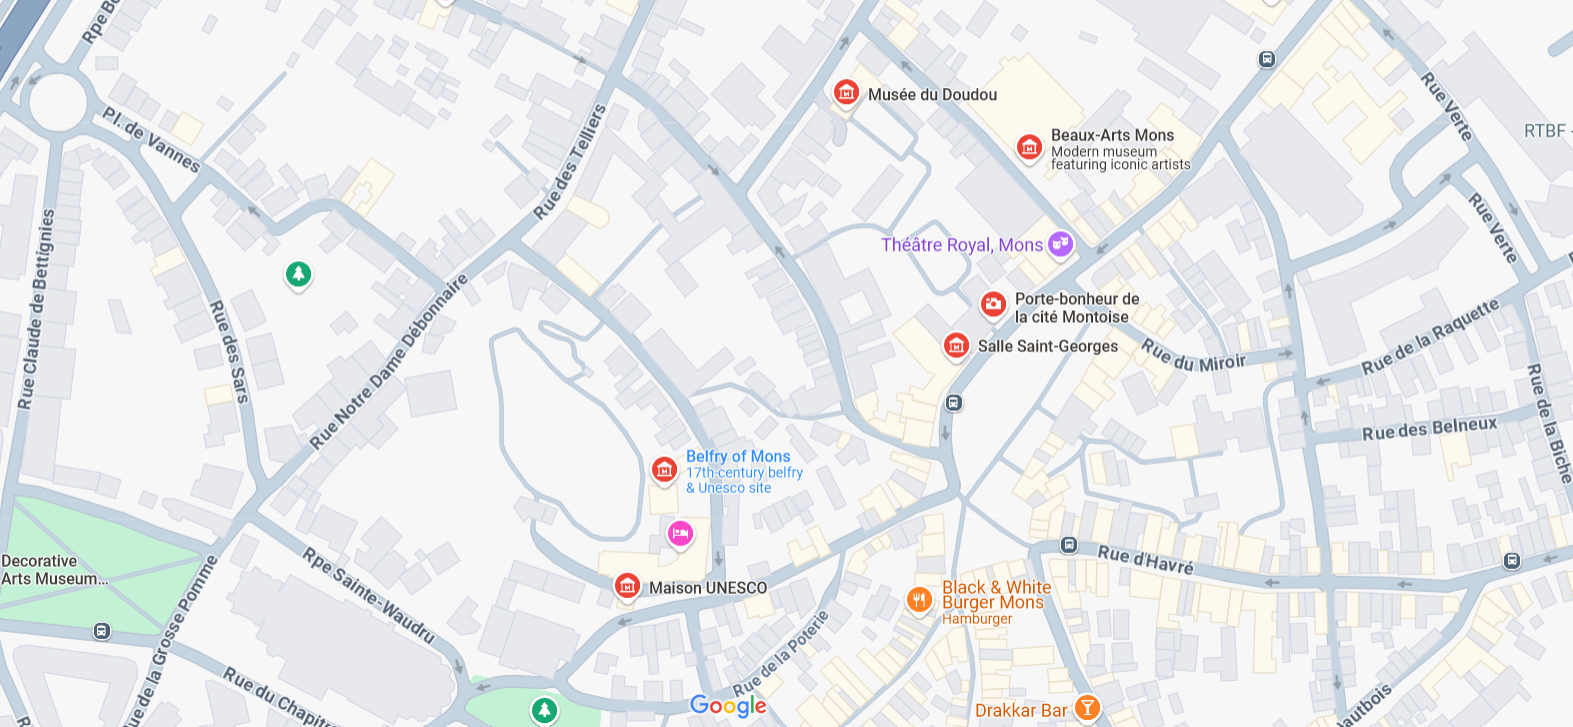 Rpe Bo
Pl. de Vannes
Rue des Telliers
Musée du Doudou
Rue Verte
Beaux-Arts Mons
Modern museum
featuring iconic artists
RTBF -
Rue Claude de Bettignies
Rue Verte
Théâtre Royal, Mons
Rue Notre Dame Débonnaire
Rue des Sars
Porte-bonheur de
la cité Montoise
Salle Saint-Georges
Rue du Miroir
Rue de la Raquette
Rue des Belneux
Rue de la Biche
Belfry of Mons
17th-century belfry
& Unesco site
Decorative
Arts Museum...
Rpe Sainte-Waudru
Rue d'Havré
Maison UNESCO
Black & White
Burger Mons
Hamburger
ue de la Grosse Pomme
Rue de la Poterie
Rue du Chapitr
Google
Drakkar Bar
autbois